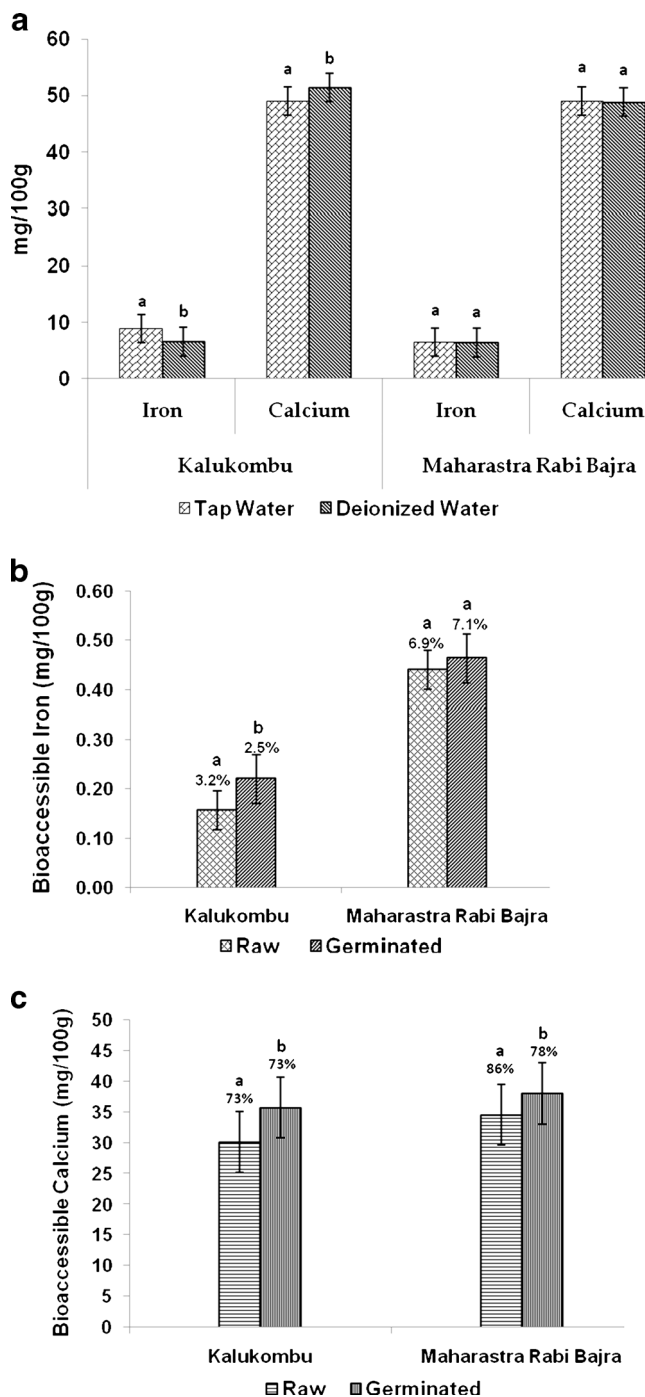 a
60
50
40
30
20
10
0
mg/100g
a b a b a a a a
Iron Calcium Iron Calcium
Kalukombu Maharastra Rabi Bajra
Tap Water Deionized Water
b
0.60
0.50
0.40
0.30
0.20
0.10
0.00
Bioaccessible Iron (mg/100g)
a b a a
3.2% 2.5% 6.9% 7.1%
Kalukombu Maharastra Rabi Bajra
Raw Germinated
c
50
45
40
35
30
25
20
15
10
5
0
Bioaccessible Calcium (mg/100g)
a b a b
73% 73% 86% 78%
Kalukombu Maharastra Rabi Bajra
Raw Germinated